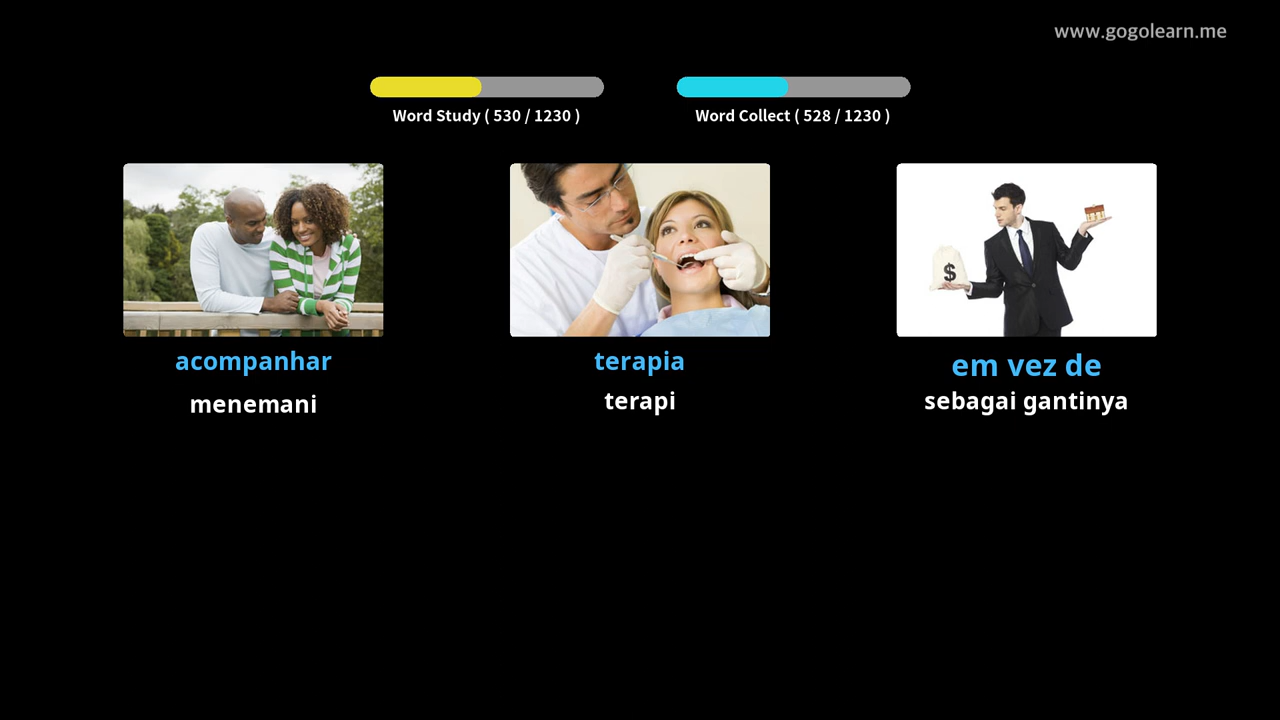 www.gogolearn.me
Word Study ( 530 / 1230 )
Word Collect ( 528 / 1230 )
acompanhar
menemani
terapia
terapi
$
em vez de
sebagai gantinya